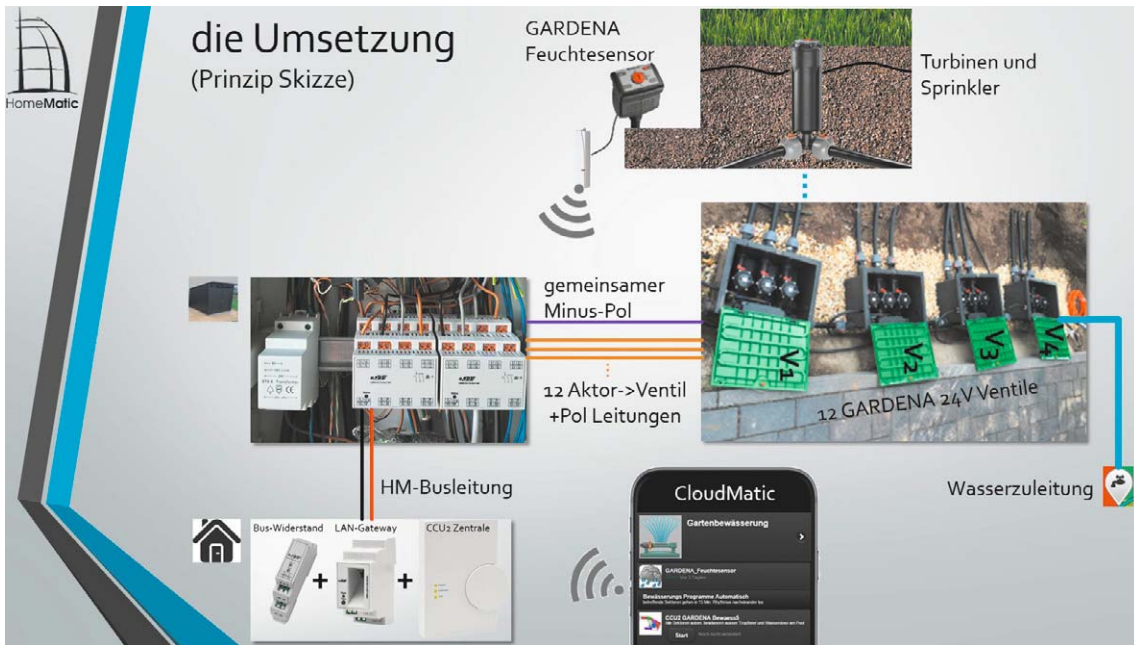 HomeMatic
die Umsetzung
(Prinzip Skizze)
GARDENA
Feuchtesensor
Turbinen und
Sprinkler
gemeinsamer
Minus-Pol
12 Aktor->Ventil
+Pol Leitungen
V1
V2
V3
V4
12 GARDENA 24V Ventile
Wasserzuleitung
HM-Busleitung
Bus-Widerstand
LAN-Gateway
CCU2 Zentrale
+
+
CloudMatic
Gartenbewässerung
GARDENA_Feuchtesensor
Bewässerungs Programme Automatisch
CCU2 GARDENA
Start